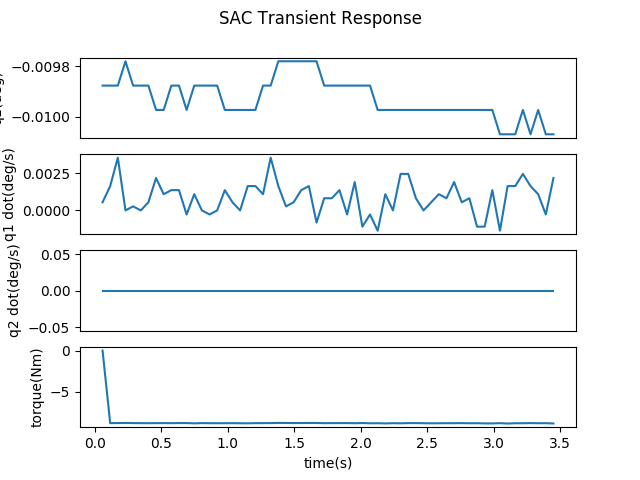 SAC Transient Response
−0.0098
−0.0100
0.0025
0.0000
q1 dot(deg/s)
0.05
0.00
−0.05
q2 dot(deg/s)
0
−5
torque(Nm)
0.0 0.5 1.0 1.5 2.0 2.5 3.0 3.5
time(s)